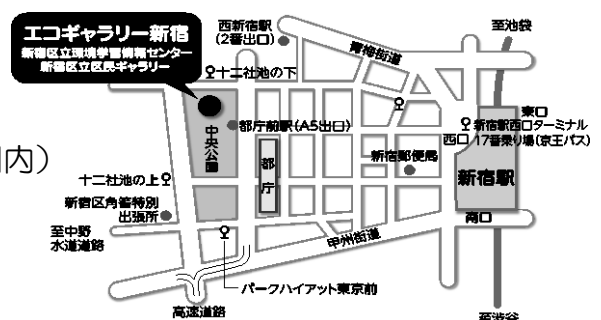 エコギャラリー新宿
新宿区立環境学習情報センター
新宿区立区民ギャラリー
西新宿駅
(2番出口)
青梅街道
至池袋
十二社池の下
都庁前駅(A5出口)
中央公園
都庁
東口
新宿駅西口ターミナル
西口 17番乗り場(京王バス)
新宿郵便局
新宿駅
内)
十二社池の上
新宿区角筈特別
出張所
至中野
水道道路
南口
甲州街道
パークハイアット東京前
高速道路
至渋谷